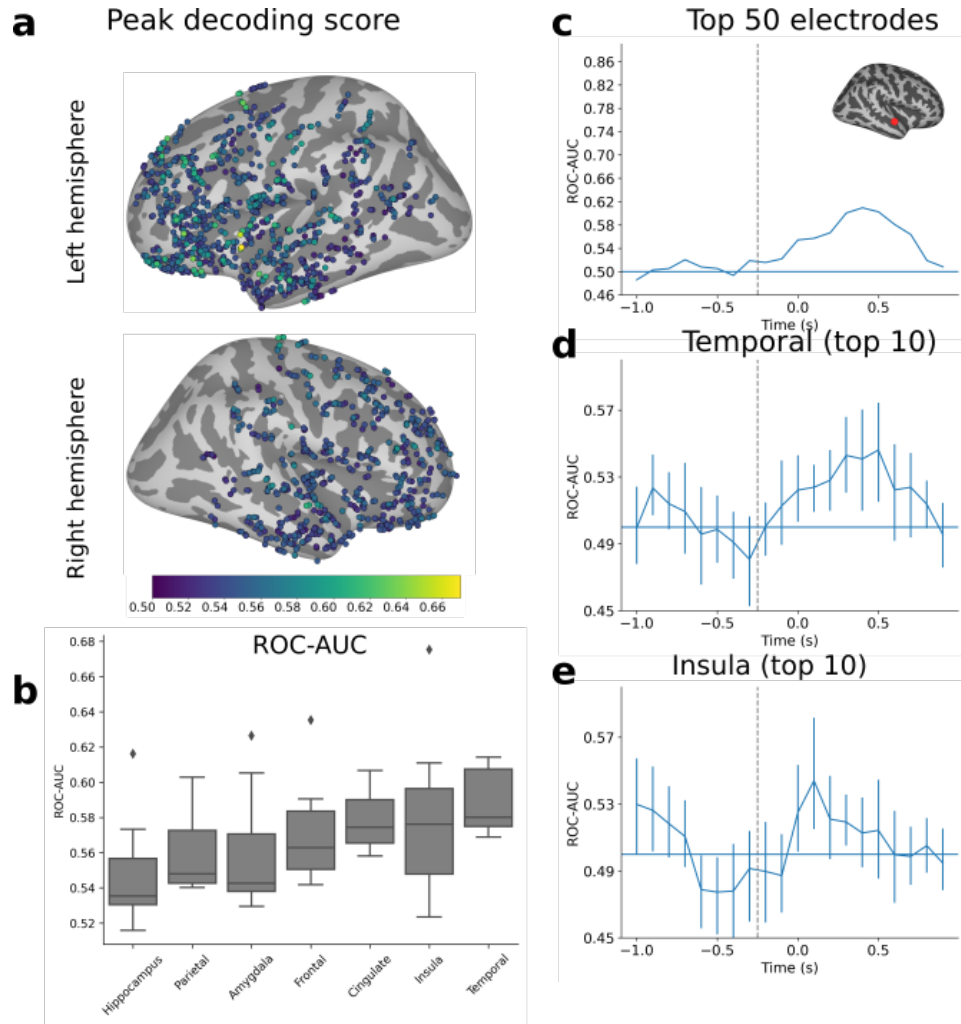 a Peak decoding score
Left hemisphere
Right hemisphere
0.50 0.52 0.54 0.56 0.58 0.60 0.62 0.64 0.66
b
ROC-AUC
ROC-AUC
0.68
0.66
0.64
0.62
0.60
0.58
0.56
0.54
0.52
Hippocampus Parietal Amygdala Frontal Cingulate Insula Temporal
c Top 50 electrodes
ROC-AUC
0.86
0.82
0.78
0.74
0.70
0.66
0.62
0.58
0.54
0.50
0.46
−1.0 −0.5 0.0 0.5
Time (s)
d Temporal (top 10)
ROC-AUC
0.57
0.53
0.49
0.45
−1.0 −0.5 0.0 0.5
Time (s)
e Insula (top 10)
ROC-AUC
0.57
0.53
0.49
0.45
−1.0 −0.5 0.0 0.5
Time (s)